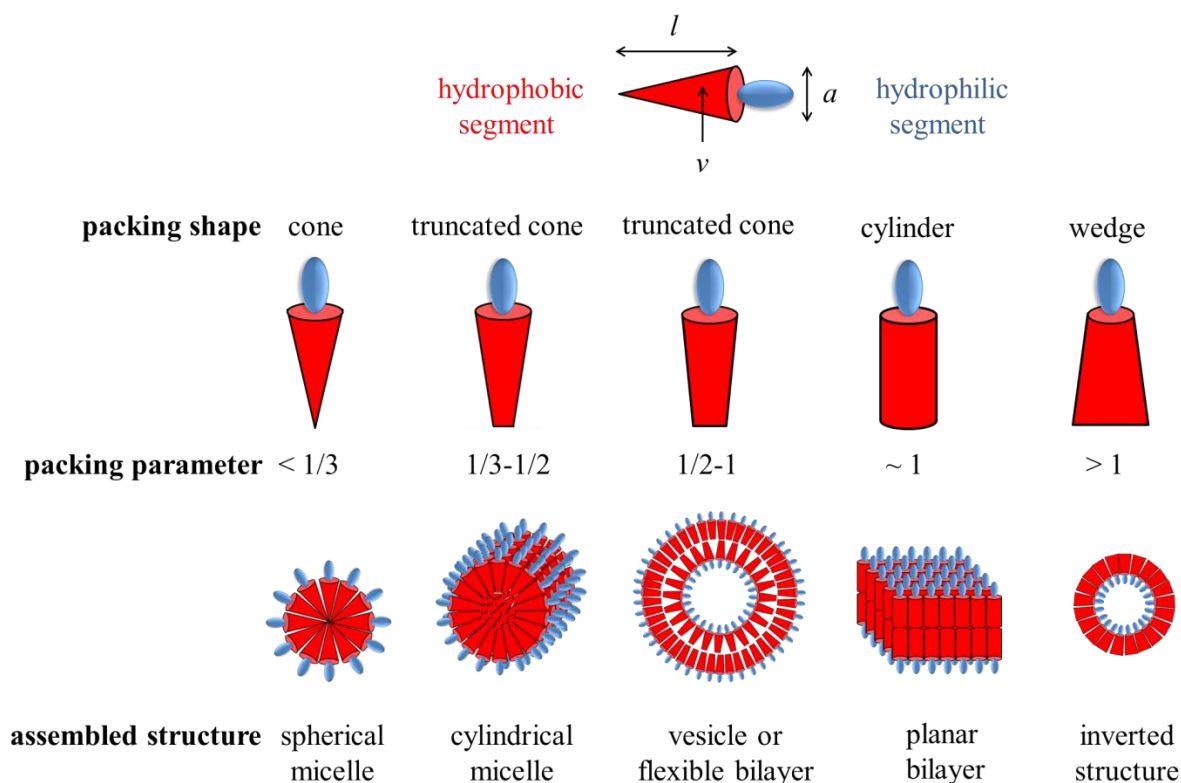 l
hydrophobic
segment
a
hydrophilic
segment
v
packing shape cone truncated cone truncated cone cylinder wedge
packing parameter < 1/3 1/3-1/2 1/2-1 ~ 1 > 1
assembled structure spherical cylindrical vesicle or planar inverted
micelle micelle flexible bilayer bilayer structure